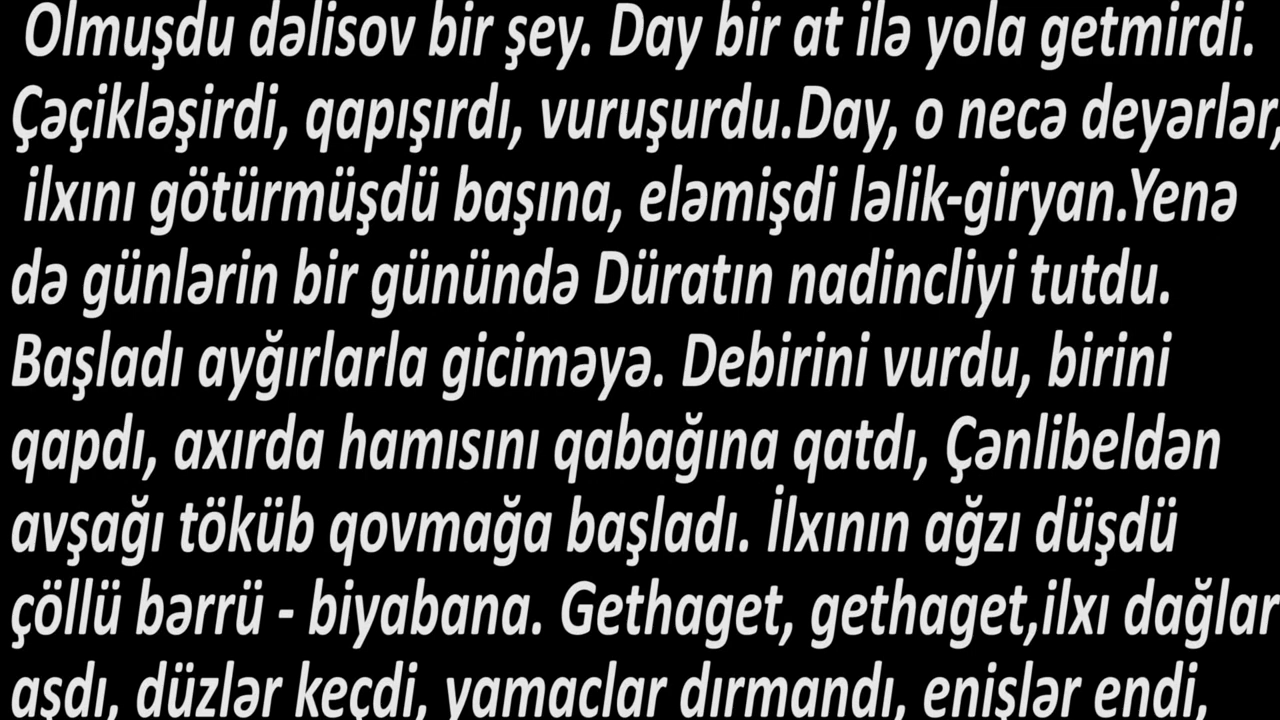 Olmuşdu dəlisov bir şey. Day bir at ilə yola getmirdi.
Çəçikləşirdi, qapışırdı, vuruşurdu.Day, o necə deyərlər,
ilxını götürmüşdü başına, eləmişdi ləlik-giryan.Yenə
də günlərin bir günündə Düratın nadincliyi tutdu.
Başladı ayğırlarla gicimәyə. Debirini vurdu, birini
qapdı, axırda hamısını qabağına qatdı, Çənlibeldən
avşağı töküb qovmağa başladı. İlxının ağzı düşdü
çöllü bərrü - biyabana. Gethaget, gethaget,ilxı dağlar
aşdı, düzlər keçdi, yamaclar dırmandı, enişlər endi,